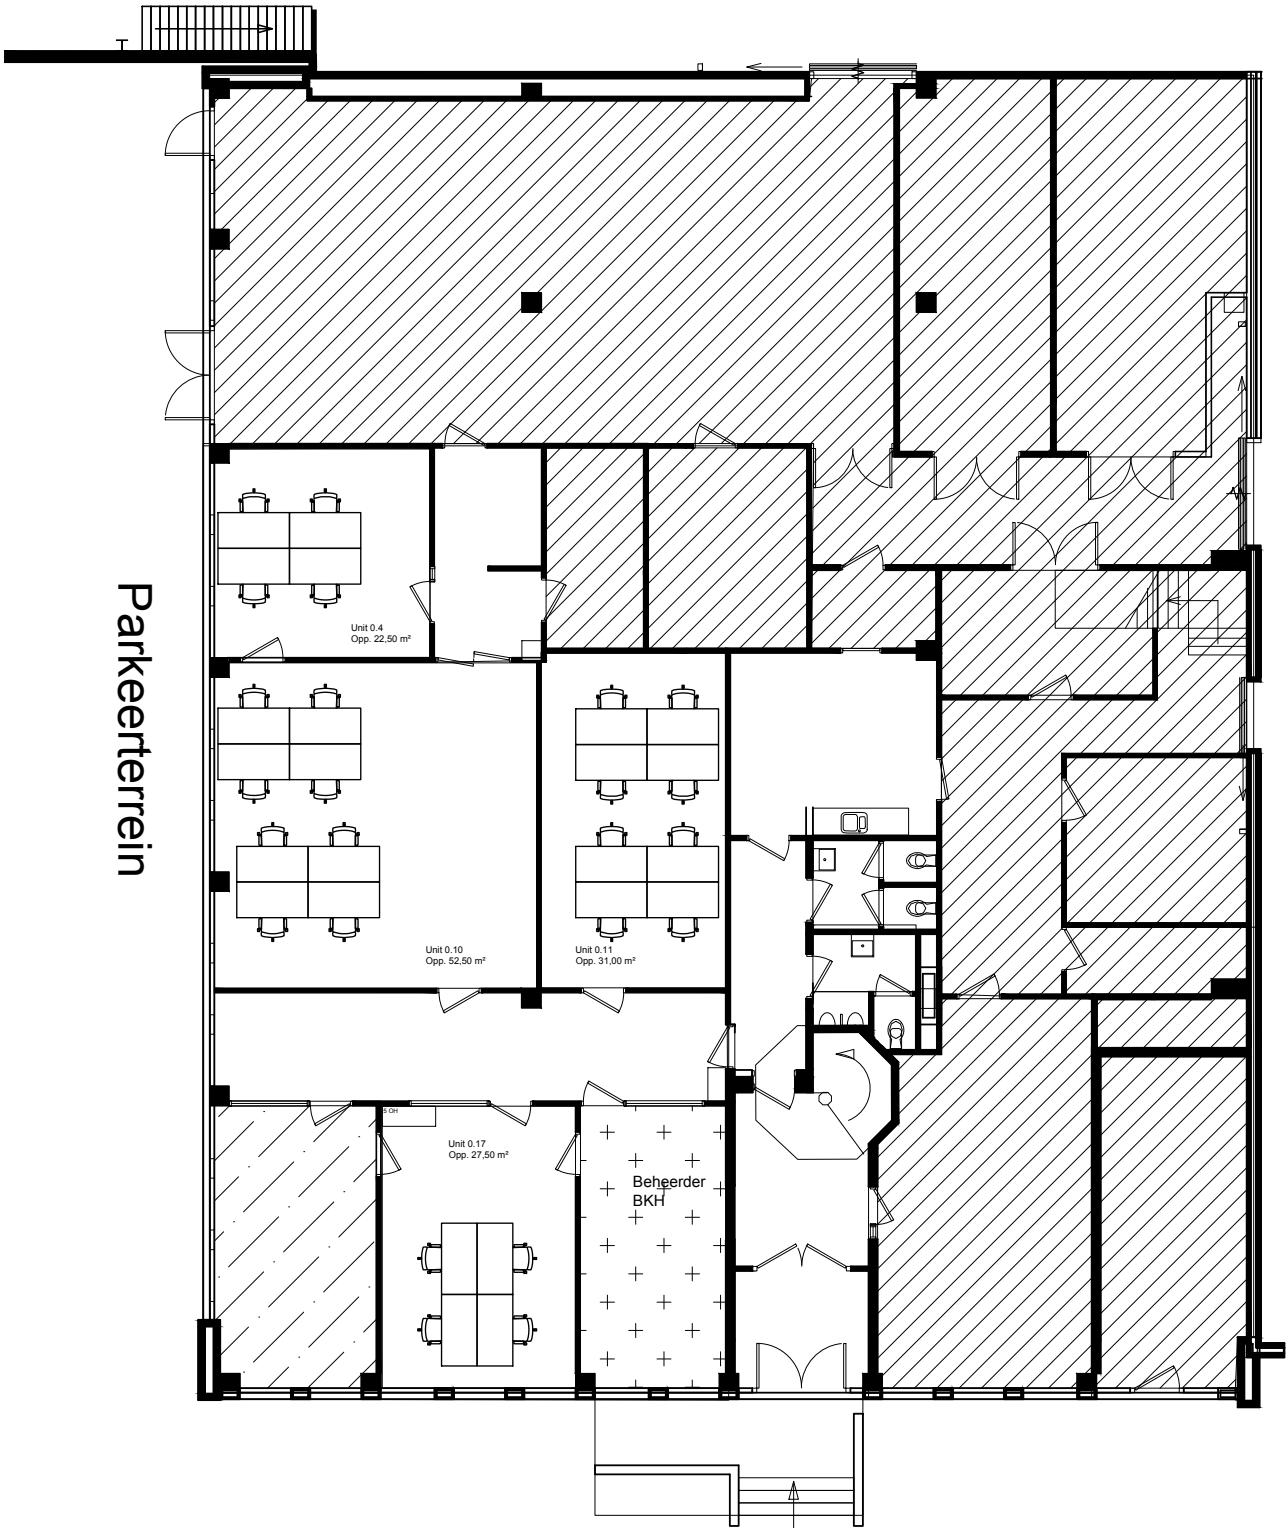 Unit 0.4
Opp. 22,50 m²
Parkeerterrein
Unit 0.10
Opp. 52,50 m²
Unit 0.11
Opp. 31,00 m²
Unit 0.17
Opp. 27,50 m²
Beheerder
BKH